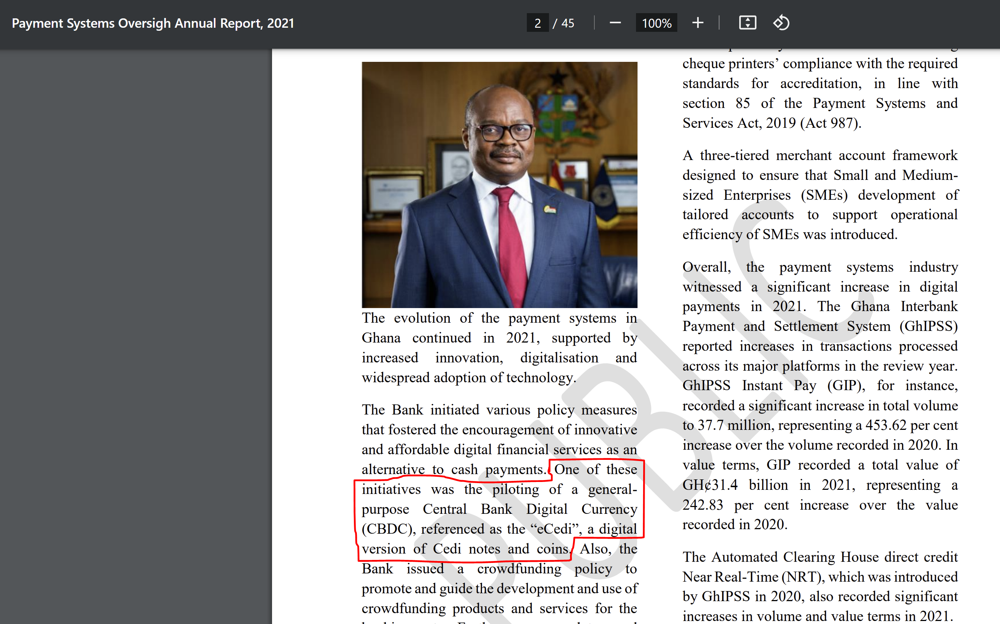 Payment Systems Oversigh Annual Report, 2021
2 / 45
100%
The evolution of the payment systems in
Ghana continued in 2021, supported by
increased innovation, digitalisation and
widespread adoption of technology.
The Bank initiated various policy measures
that fostered the encouragement of innovative
and affordable digital financial services as an
alternative to cash payments. One of these
initiatives was the piloting of a general-
purpose Central Bank Digital Currency
(CBDC), referenced as the “eCedi”, a digital
version of Cedi notes and coins. Also, the
Bank issued a crowdfunding policy to
promote and guide the development and use of
crowdfunding products and services for the
cheque printers’ compliance with the required
standards for accreditation, in line with
section 85 of the Payment Systems and
Services Act, 2019 (Act 987).
A three-tiered merchant account framework
designed to ensure that Small and Medium-
sized Enterprises (SMEs) development of
tailored accounts to support operational
efficiency of SMEs was introduced.
Overall, the payment systems industry
witnessed a significant increase in digital
payments in 2021. The Ghana Interbank
Payment and Settlement System (GhIPSS)
reported increases in transactions processed
across its major platforms in the review year.
GhIPSS Instant Pay (GIP), for instance,
recorded a significant increase in total volume
to 37.7 million, representing a 453.62 per cent
increase over the volume recorded in 2020. In
value terms, GIP recorded a total value of
GH¢31.4 billion in 2021, representing a
242.83 per cent increase over the value
recorded in 2020.
The Automated Clearing House direct credit
Near Real-Time (NRT), which was introduced
by GhIPSS in 2020, also recorded significant
increases in volume and value terms in 2021.
PUBLIC